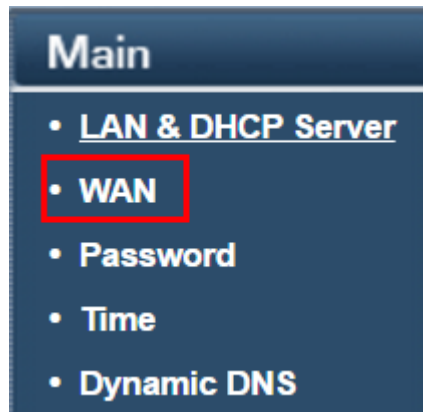 Main
• LAN & DHCP Server
• WAN
• Password
• Time
• Dynamic DNS